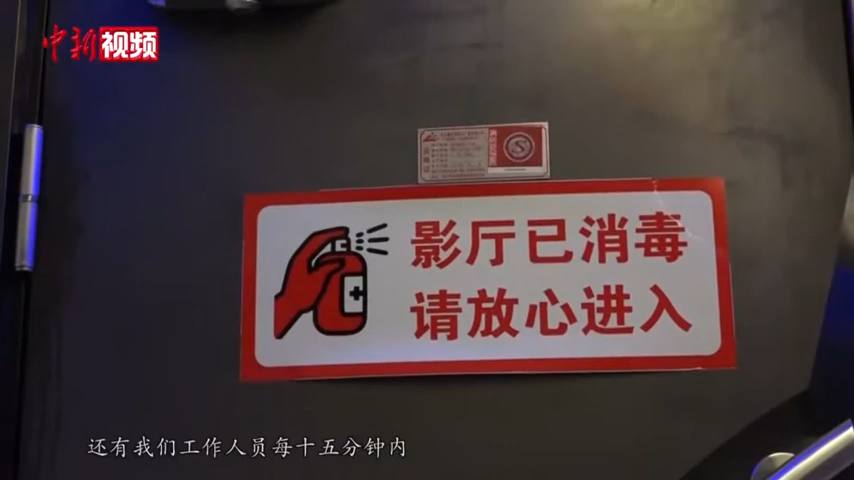 中新视频
影厅已消毒
请放心进入
还有我们工作人员每十五分钟内